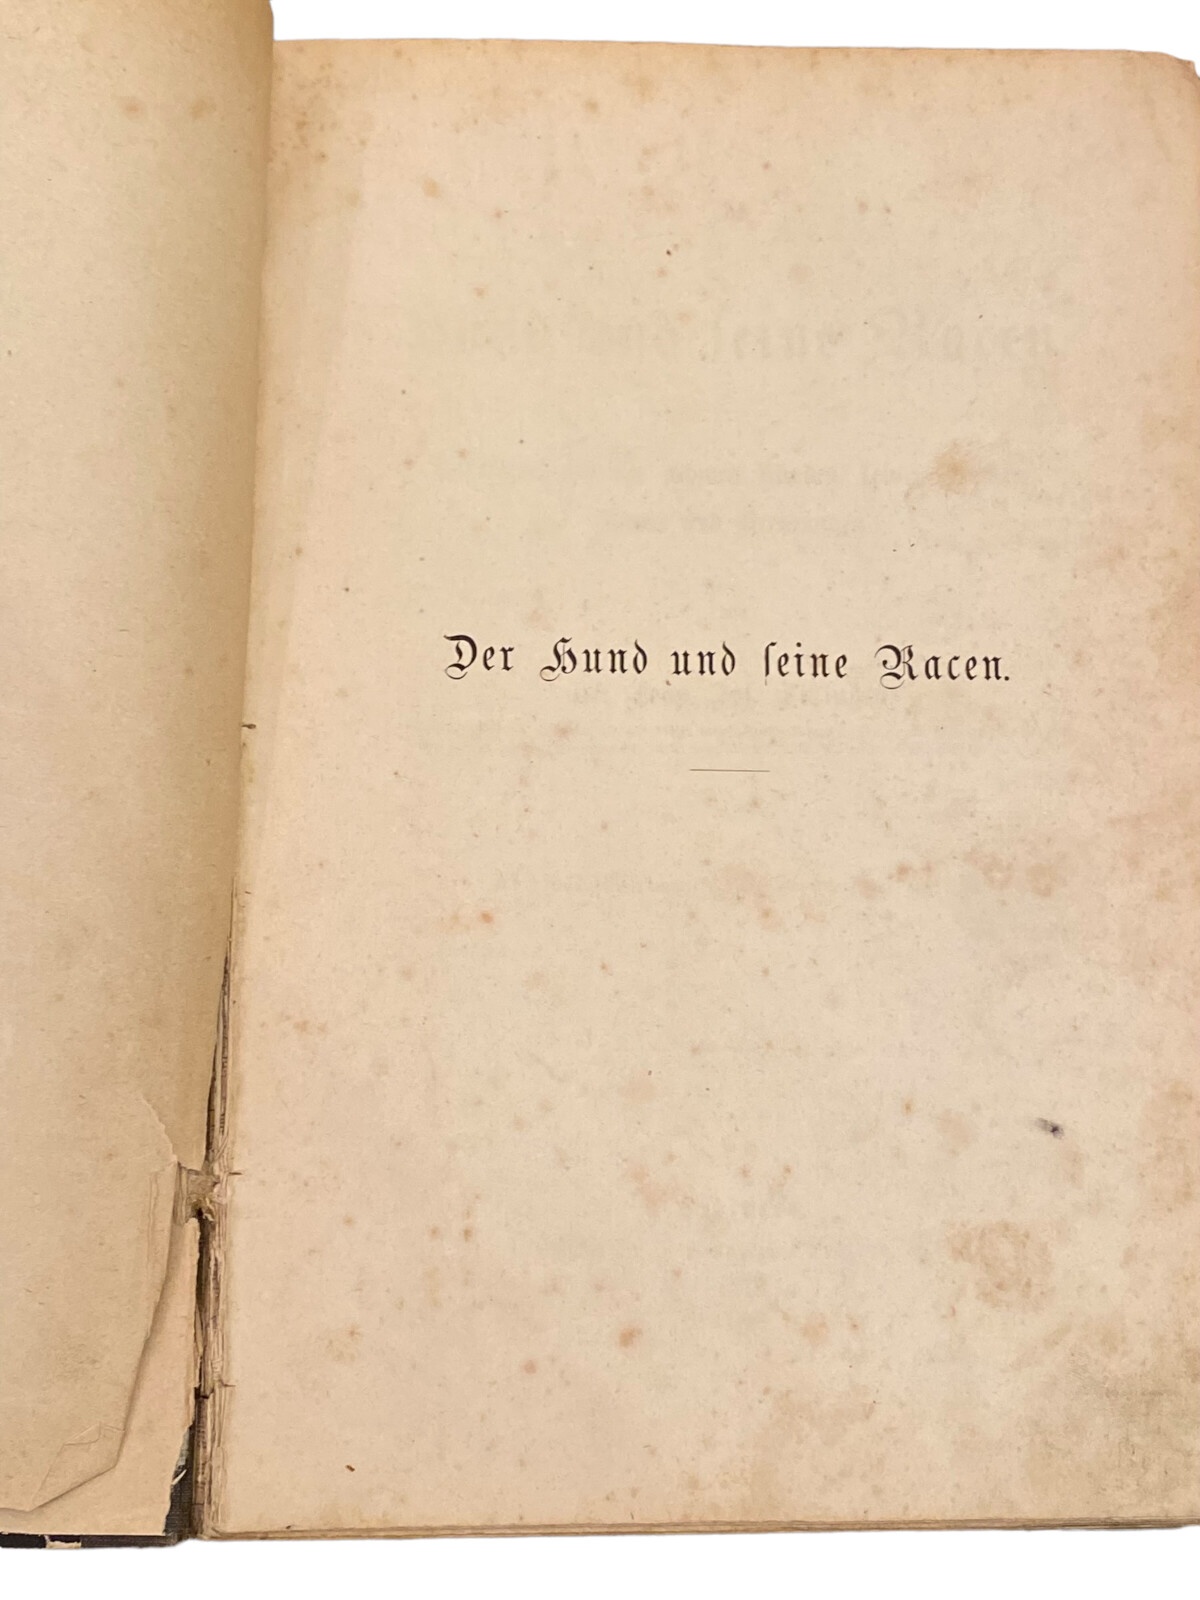 Der Hund und ſeine Racen.